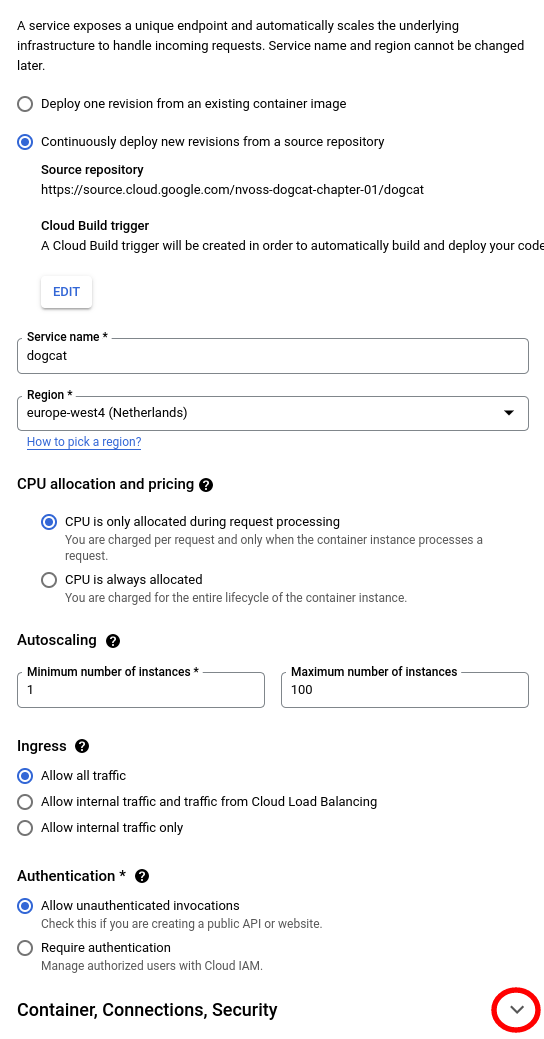 A service exposes a unique endpoint and automatically scales the underlying
infrastructure to handle incoming requests. Service name and region cannot be changed
later.
Deploy one revision from an existing container image
Continuously deploy new revisions from a source repository
Source repository
https://source.cloud.google.com/nvoss-dogcat-chapter-01/dogcat
Cloud Build trigger
A Cloud Build trigger will be created in order to automatically build and deploy your code
EDIT
Service name *
dogcat
Region *
europe-west4 (Netherlands)
How to pick a region?
CPU allocation and pricing ?
CPU is only allocated during request processing
You are charged per request and only when the container instance processes a
request.
CPU is always allocated
You are charged for the entire lifecycle of the container instance.
Autoscaling ?
Minimum number of instances * Maximum number of instances
1 100
Ingress ?
Allow all traffic
Allow internal traffic and traffic from Cloud Load Balancing
Allow internal traffic only
Authentication * ?
Allow unauthenticated invocations
Check this if you are creating a public API or website.
Require authentication
Manage authorized users with Cloud IAM.
Container, Connections, Security